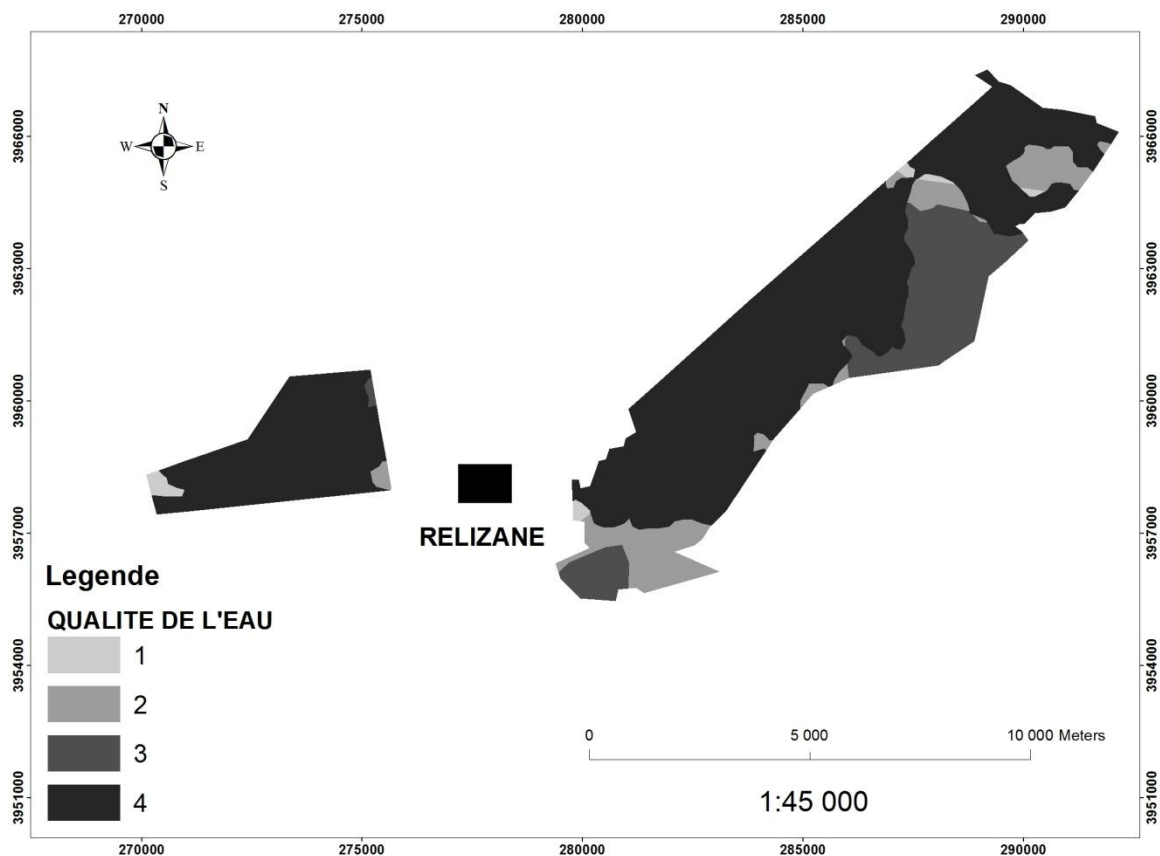 270000 275000 280000 285000 290000
N
W E
S
3966000 3966000
3963000 3963000
3960000 3960000
3957000 3957000
RELIZANE
Legende
QUALITE DE L'EAU
1
2
3
4
3954000 3954000
0 5 000 10 000 Meters
1:45 000
3951000 3951000
270000 275000 280000 285000 290000